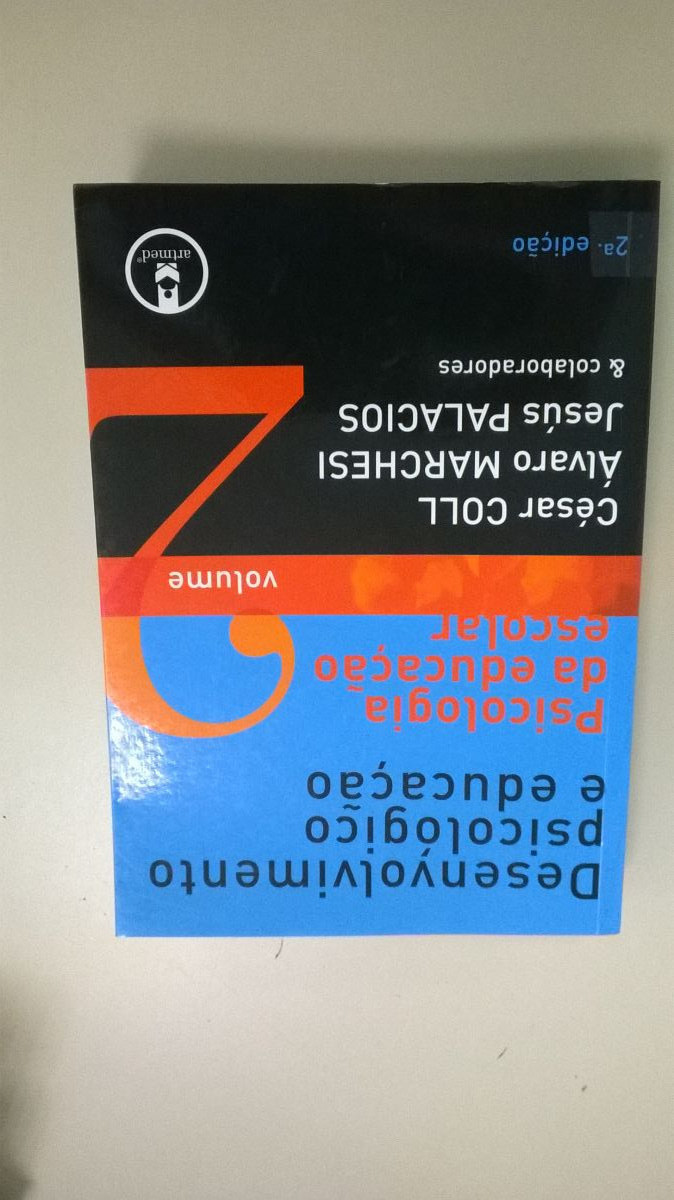 Desenvolvimento
psicológico
e educação
Psicologia
da educação
escolar
volume
2
César COLL
Álvaro MARCHESI
Jesús PALACIOS
& colaboradores
2ª. edição
artmed®